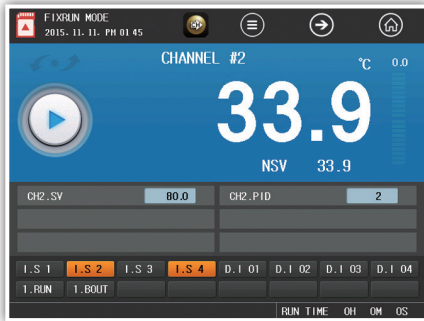 FIXRUN MODE
2015. 11. 11. PM 01 45
CHANNEL #2
℃ 0.0
33.9
NSV 33.9
CH2.SV 80.0 CH2.PID 2
I.S 1 I.S 2 I.S 3 I.S 4 D.I 01 D.I 02 D.I 03 D.I 04
1.RUN 1.BOUT
RUN TIME 0H 0M 0S